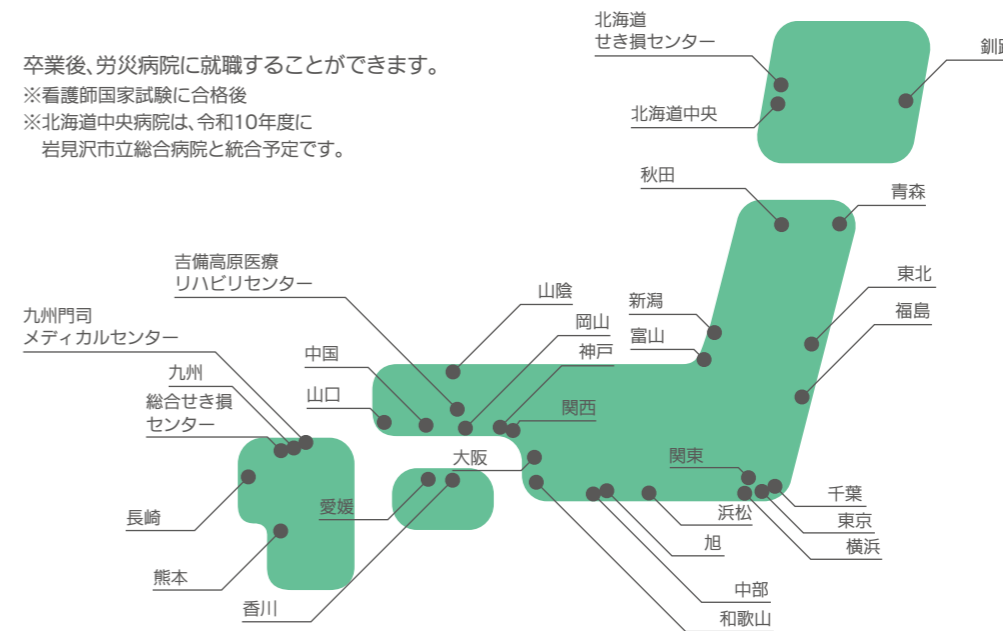 卒業後、労災病院に就職することができます。
※看護師国家試験に合格後
※北海道中央病院は、令和10年度に
岩見沢市立総合病院と統合予定です。
北海道
せき損センター
釧路
北海道中央
秋田
青森
吉備高原医療
リハビリセンター
山陰
新潟
東北
九州門司
メディカルセンター
岡山
福島
中国
神戸
富山
九州
山口
関西
総合せき損
センター
大阪
関東
長崎
愛媛
浜松
千葉
東京
旭
横浜
熊本
中部
香川
和歌山